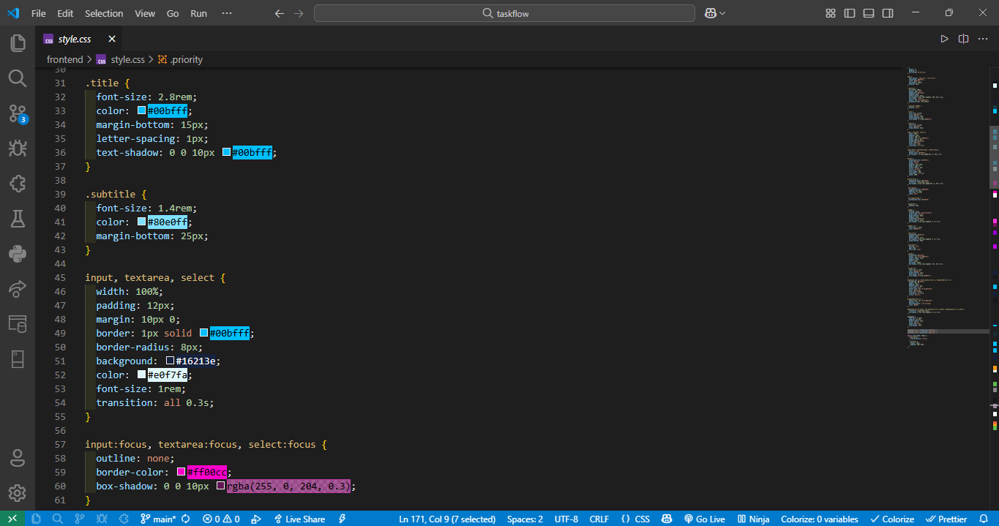 File Edit Selection View Go Run ··· taskflow
style.css
frontend > style.css > .priority
30
31 .title {
32 font-size: 2.8rem;
33 color: #00bfff;
34 margin-bottom: 15px;
35 letter-spacing: 1px;
36 text-shadow: 0 0 10px #00bfff;
37 }
38
39 .subtitle {
40 font-size: 1.4rem;
41 color: #80e0ff;
42 margin-bottom: 25px;
43 }
44
45 input, textarea, select {
46 width: 100%;
47 padding: 12px;
48 margin: 10px 0;
49 border: 1px solid #00bfff;
50 border-radius: 8px;
51 background: #16213e;
52 color: #e0f7fa;
53 font-size: 1rem;
54 transition: all 0.3s;
55 }
56
57 input:focus, textarea:focus, select:focus {
58 outline: none;
59 border-color: #ff00cc;
60 box-shadow: 0 0 10px rgba(255, 0, 204, 0.3);
61 }
3
main* 0 0 Live Share Ln 171, Col 9 (7 selected) Spaces: 2 UTF-8 CRLF {} CSS Go Live Ninja Colorize: 0 variables Colorize Prettier